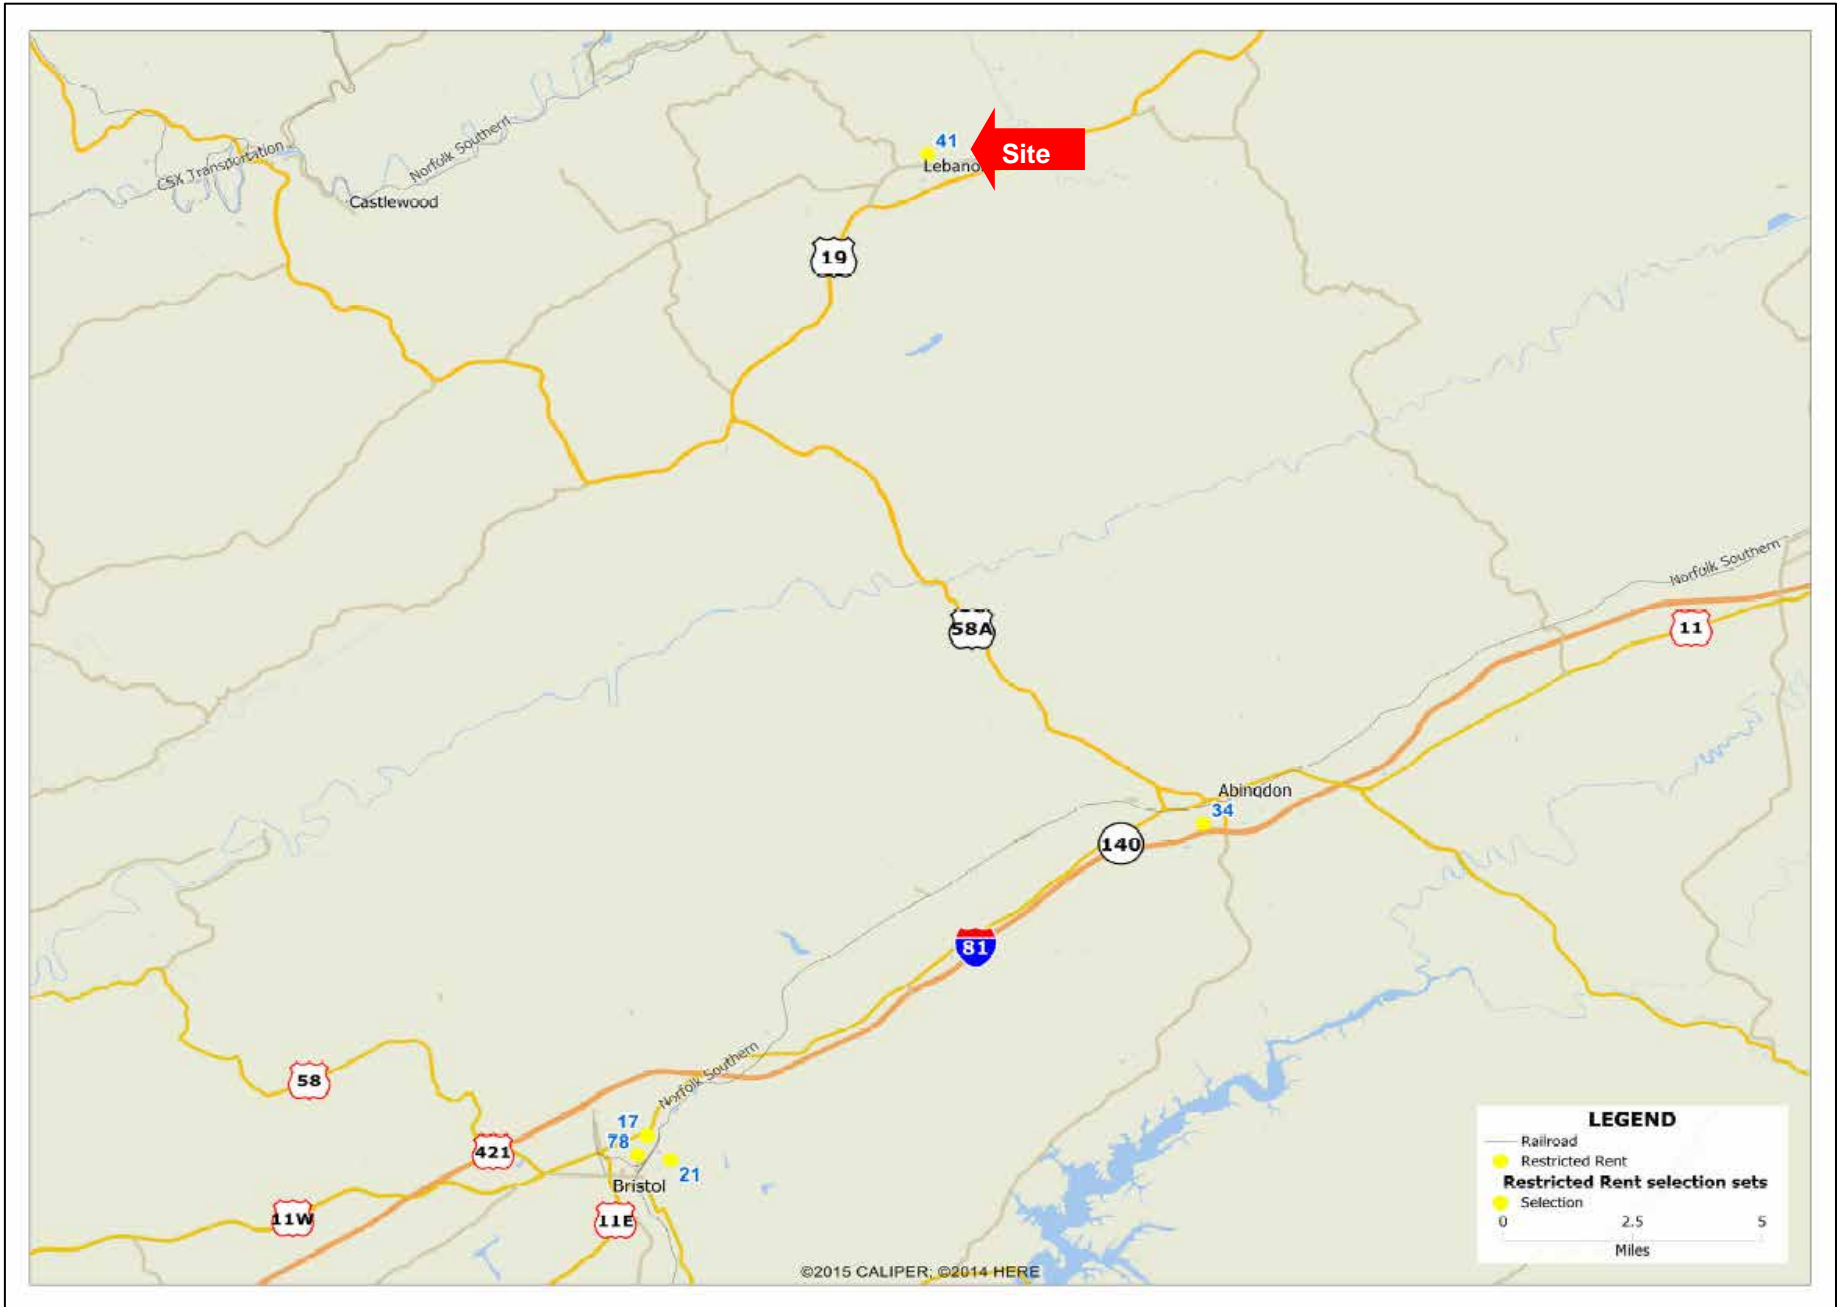 41
Site
Lebano
CSX Transportation
Norfolk Southern
Castlewood
19
58A
Norfolk Southern
11
Abingdon
34
140
81
Norfolk Southern
58
17
78
421
21
Bristol
11W
11E
LEGEND
Railroad
Restricted Rent
Restricted Rent selection sets
Selection
0 2.5 5
Miles
©2015 CALIPER; ©2014 HERE